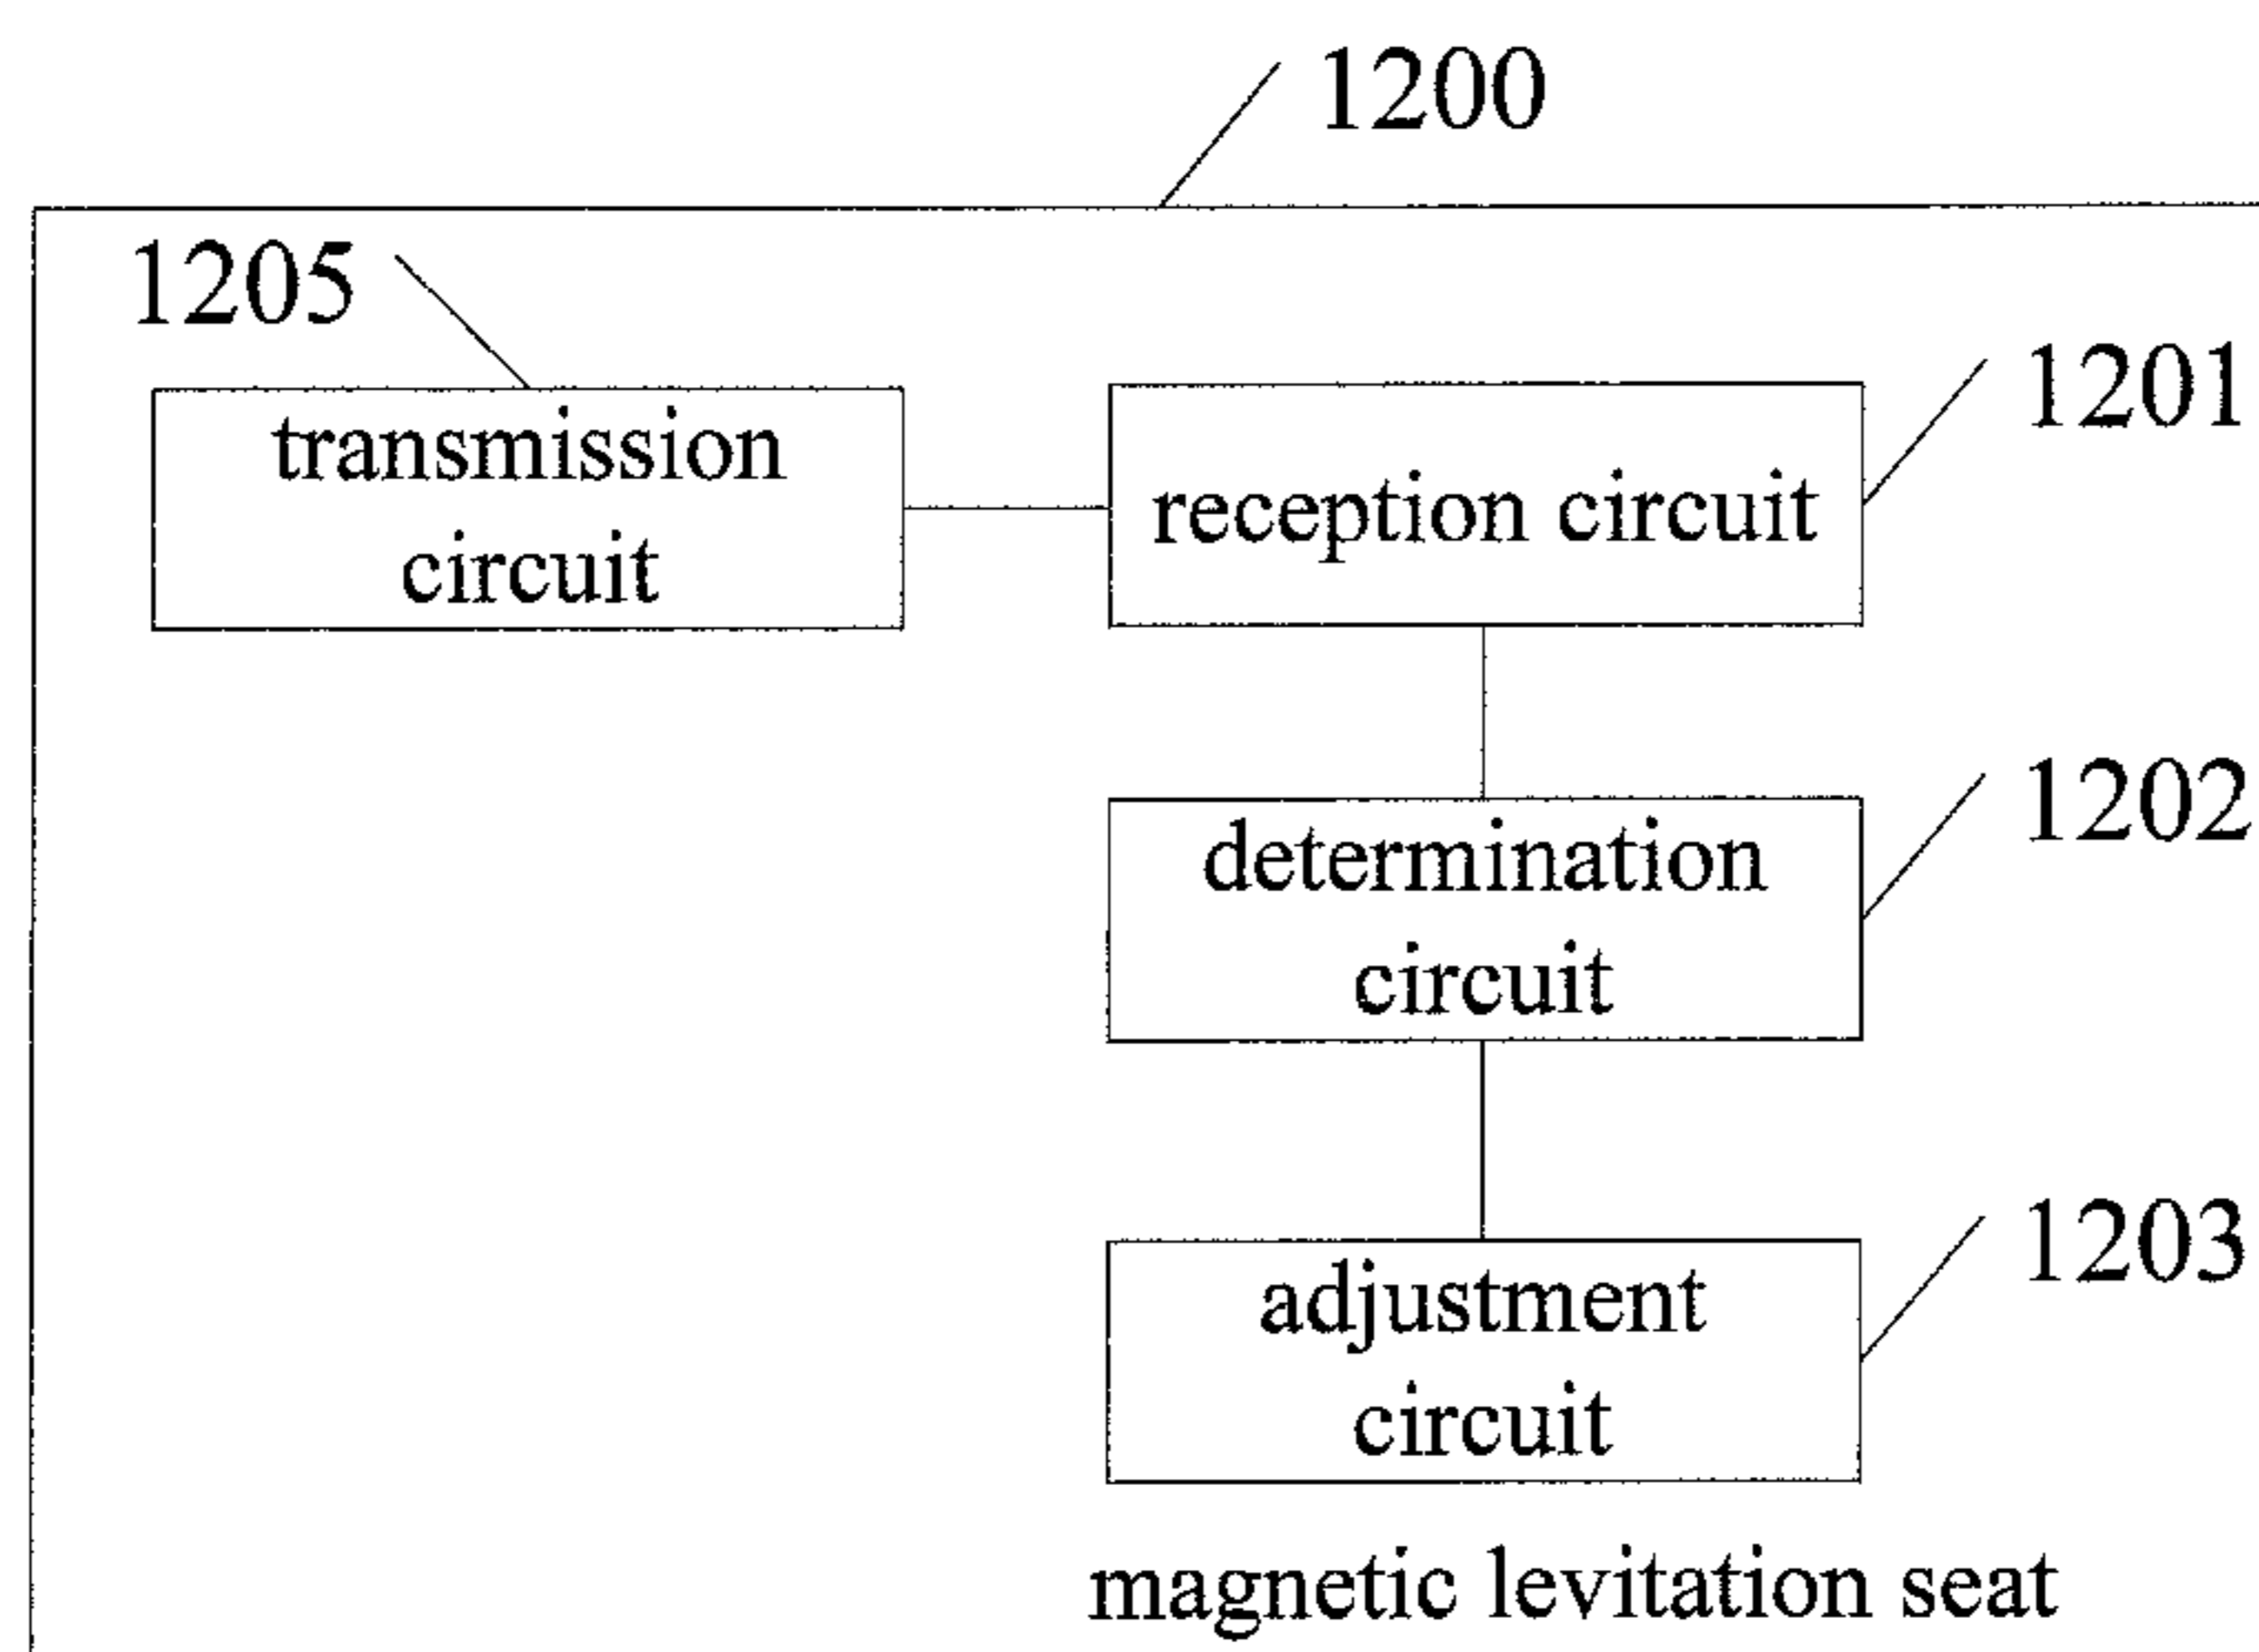 1200
1205
transmission
circuit
reception circuit
1201
determination
circuit
1202
adjustment
circuit
1203
magnetic levitation seat